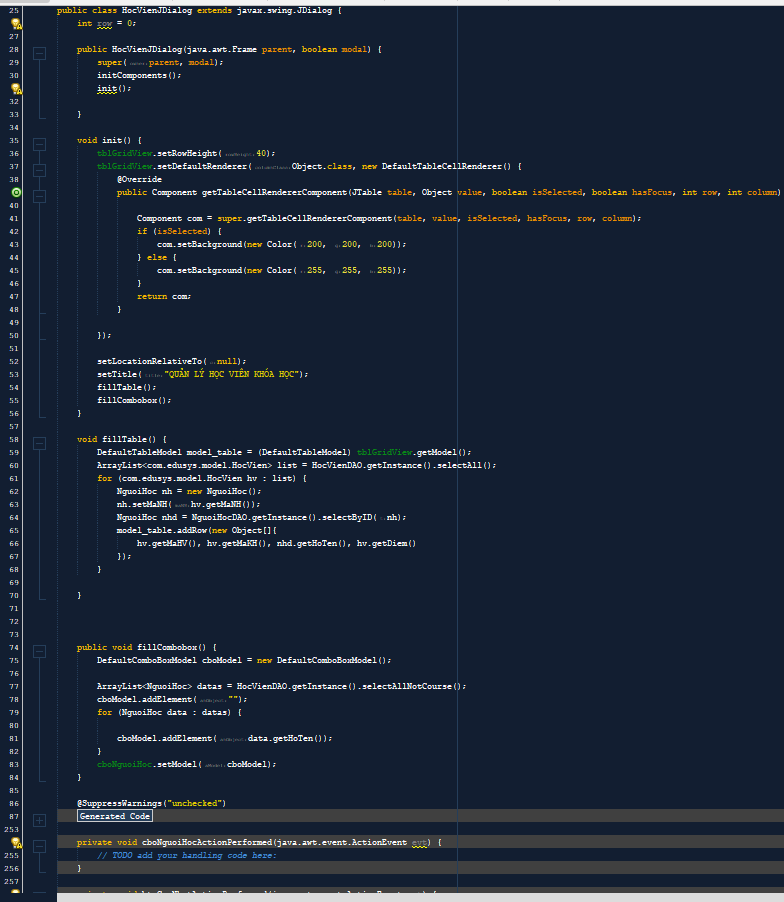 25 public class HocVienJDialog extends javax.swing.JDialog {
int row = 0;
27
28 public HocVienJDialog(java.awt.Frame parent, boolean modal) {
29 super( parent, modal);
30 initComponents();
init();
32
33 }
34
35 void init() {
36 tblGridView.setRowHeight( rowHeight: 40);
37 tblGridView.setDefaultRenderer( Object.class, new DefaultTableCellRenderer() {
38 @Override
public Component getTableCellRendererComponent(JTable table, Object value, boolean isSelected, boolean hasFocus, int row, int column)
40
41 Component com = super.getTableCellRendererComponent(table, value, isSelected, hasFocus, row, column);
42 if (isSelected) {
43 com.setBackground(new Color( r: 200, g: 200, b: 200));
44 } else {
45 com.setBackground(new Color( r: 255, g: 255, b: 255));
46 }
47 return com;
48 }
49
50 });
51
52 setLocationRelativeTo( null);
53 setTitle( title: "QUẢN LÝ HỌC VIÊN KHÓA HỌC");
54 fillTable();
55 fillCombobox();
56 }
57
58 void fillTable() {
59 DefaultTableModel model_table = (DefaultTableModel) tblGridView.getModel();
60 ArrayList<com.edusys.model.HocVien> list = HocVienDAO.getInstance().selectAll();
61 for (com.edusys.model.HocVien hv : list) {
62 NguoiHoc nh = new NguoiHoc();
63 nh.setMaNH( maNH: hv.getMaNH());
64 NguoiHoc nhd = NguoiHocDAO.getInstance().selectByID( nh);
65 model_table.addRow(new Object[]{
66 hv.getMaHV(), hv.getMaKH(), nhd.getHoTen(), hv.getDiem()
67 });
68 }
69
70 }
71
72
73
74 public void fillCombobox() {
75 DefaultComboBoxModel cboModel = new DefaultComboBoxModel();
76
77 ArrayList<NguoiHoc> datas = HocVienDAO.getInstance().selectAllNotCourse();
78 cboModel.addElement( anObject: "");
79 for (NguoiHoc data : datas) {
80
81 cboModel.addElement( anObject: data.getHoTen());
82 }
83 cboNguoiHoc.setModel( aModel: cboModel);
84 }
85
86 @SuppressWarnings("unchecked")
87 Generated Code
253
private void cboNguoiHocActionPerformed(java.awt.event.ActionEvent evt) {
255 // TODO add your handling code here:
256 }
257